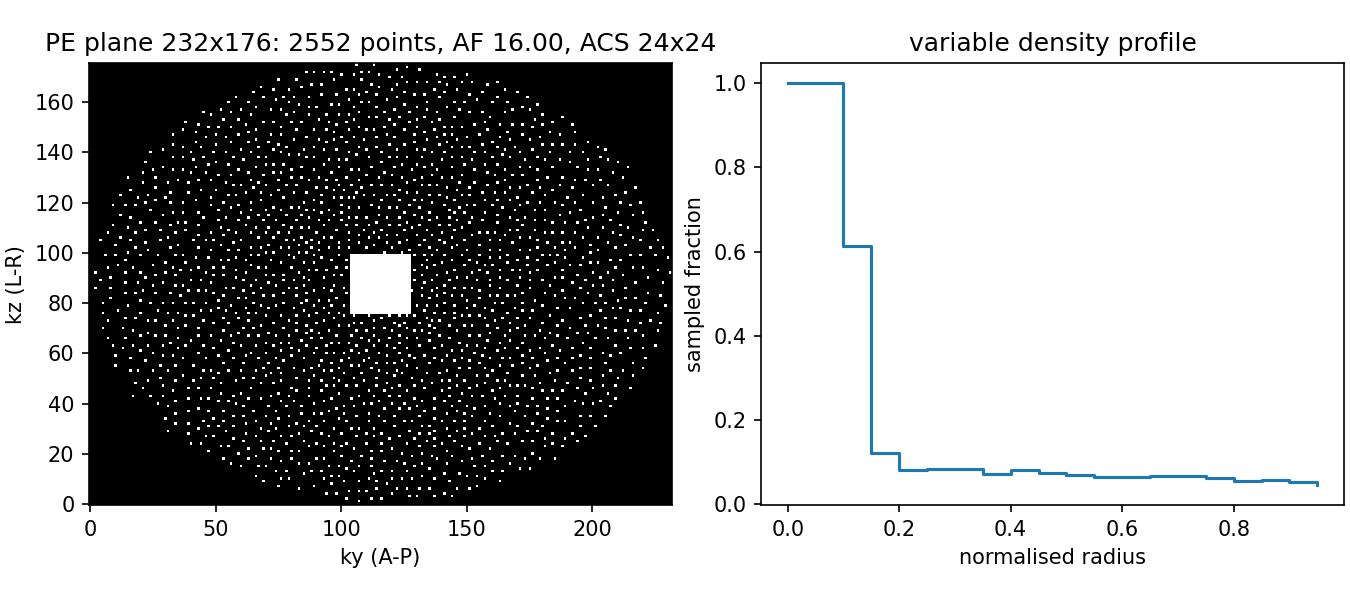 PE plane 232x176: 2552 points, AF 16.00, ACS 24x24
160
140
120
100
80
60
40
20
0
kz (L-R)
0 50 100 150 200
ky (A-P)
variable density profile
1.0
0.8
0.6
0.4
0.2
0.0
sampled fraction
0.0 0.2 0.4 0.6 0.8
normalised radius